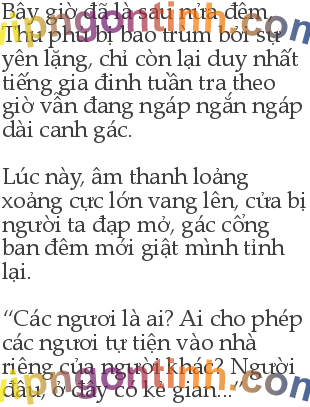 Bây giờ đã là sau nửa đêm.
Thủ phủ bị bao trùm bởi sự
yên lặng, chỉ còn lại duy nhất
tiếng gia đinh tuần tra theo
giờ vẫn đang ngáp ngắn ngáp
dài canh gác.
Lúc này, âm thanh loảng
xoảng cực lớn vang lên, cửa bị
người ta đạp mở, gác cổng
ban đêm mới giật mình tỉnh
lại.
“Các ngươi là ai? Ai cho phép
các ngươi tự tiện vào nhà
riêng của người khác? Người
đâu, ở đây có kẻ gian...”
vipngontinh.com